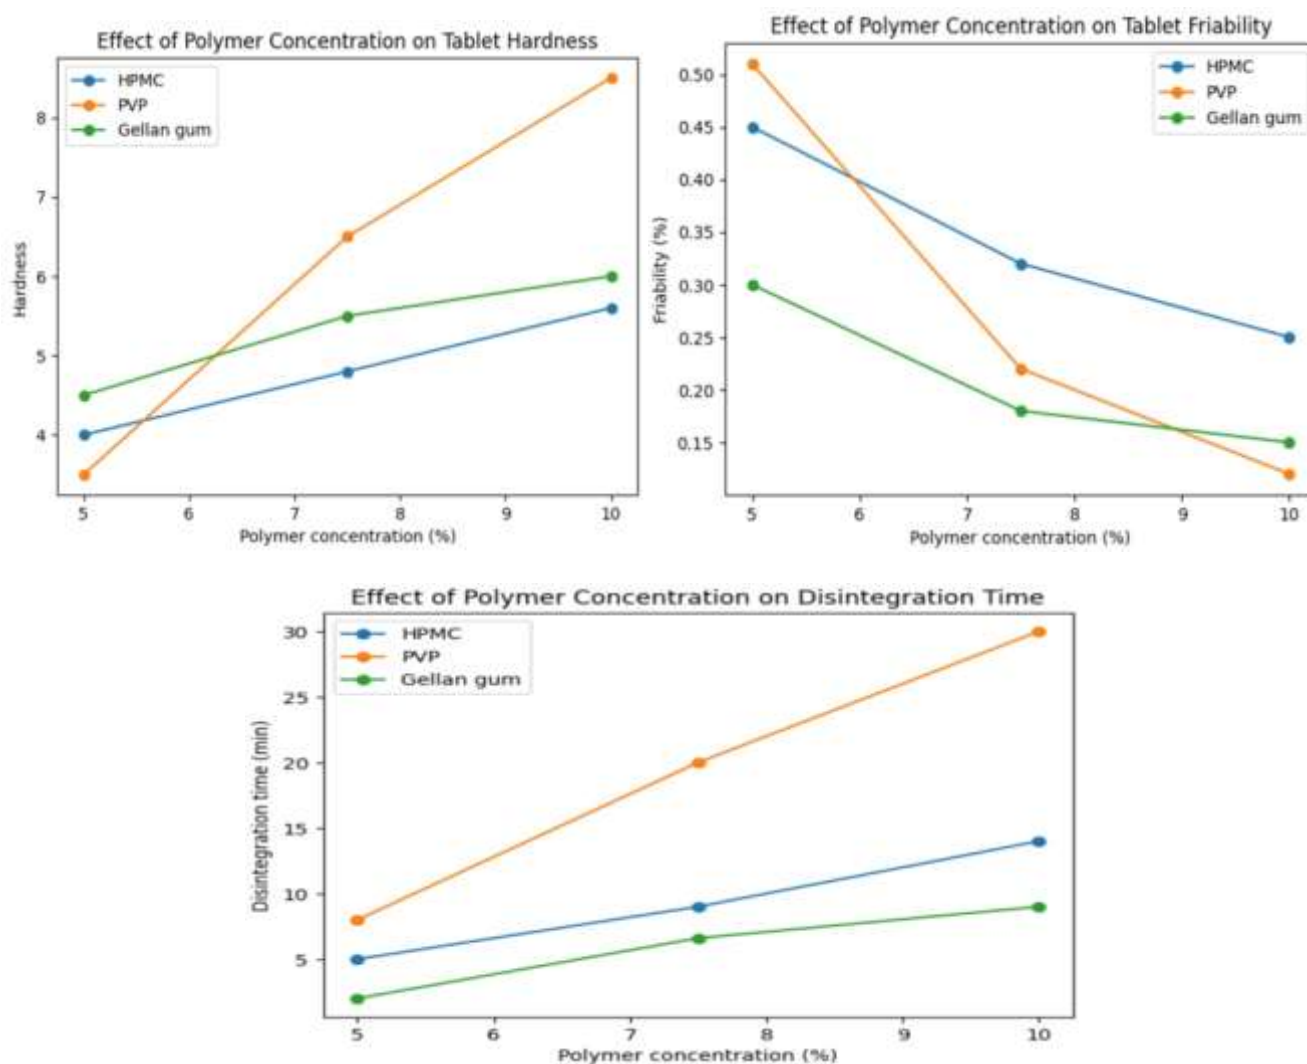 Effect of Polymer Concentration on Tablet Hardness
HPMC
PVP
Gellan gum
8
7
6
5
4
Hardness
5
6
7
8
9
10
Polymer concentration (%)
Effect of Polymer Concentration on Tablet Friability
HPMC
PVP
Gellan gum
0.50
0.45
0.40
0.35
0.30
0.25
0.20
0.15
Friability (%)
5
6
7
8
9
10
Polymer concentration (%)
Effect of Polymer Concentration on Disintegration Time
HPMC
PVP
Gellan gum
30
25
20
15
10
5
Disintegration time (min)
5
6
7
8
9
10
Polymer concentration (%)